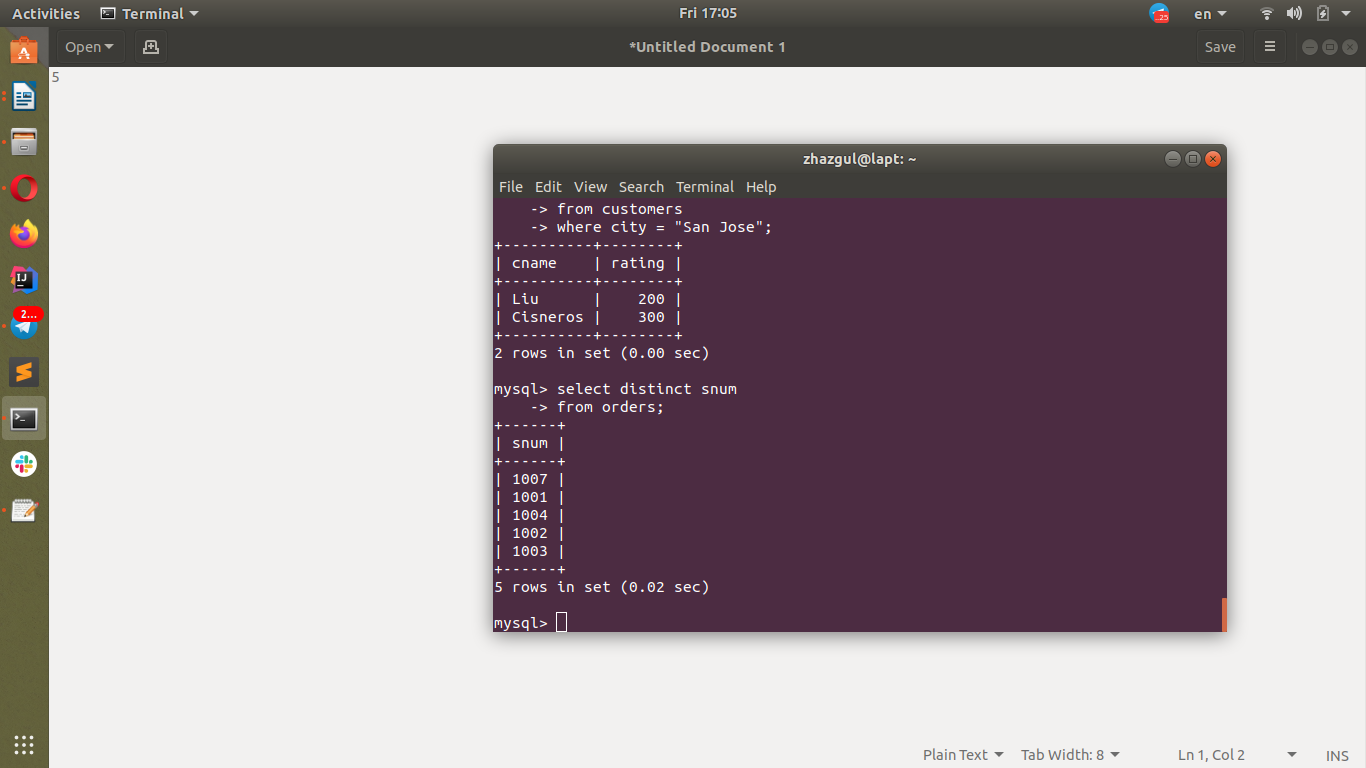 Activities Terminal Fri 17:05 en
Open *Untitled Document 1 Save
5
zhazgul@lapt: ~
File Edit View Search Terminal Help
    -> from customers
    -> where city = "San Jose";
+----------+--------+
| cname    | rating |
+----------+--------+
| Liu      |    200 |
| Cisneros |    300 |
+----------+--------+
2 rows in set (0.00 sec)
mysql> select distinct snum
    -> from orders;
+------+
| snum |
+------+
| 1007 |
| 1001 |
| 1004 |
| 1002 |
| 1003 |
+------+
5 rows in set (0.02 sec)
mysql>
Plain Text Tab Width: 8 Ln 1, Col 2 INS